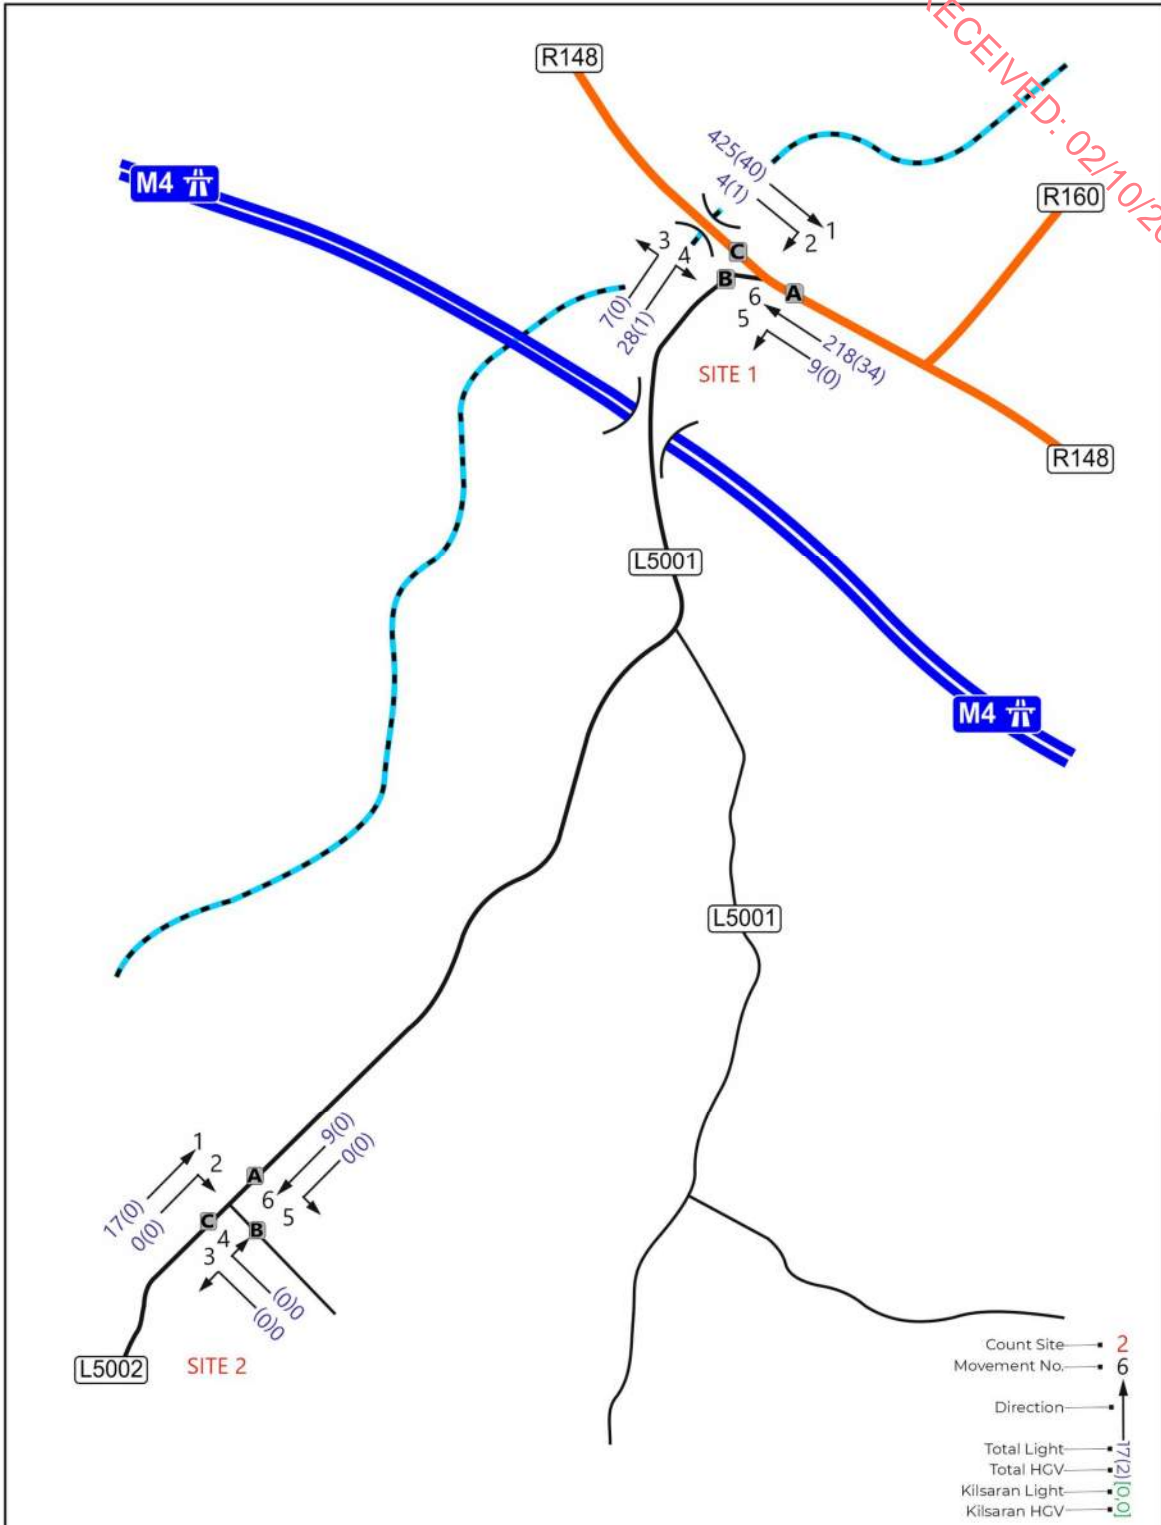 RECEIVED: 02/10/20
R148
M4
R160
425(40)
4(1)
1
2
3
4
C
B
A
6
5
7(0)
28(1)
218(34)
9(0)
SITE 1
R148
L5001
M4
L5001
9(0)
0(0)
1
2
A
6
5
17(0)
0(0)
C
4
B
3
(0)0
(0)0
L5002
SITE 2
Count Site 2
Movement No. 6
Direction
Total Light
Total HGV
Kilsaran Light
Kilsaran HGV
17(2)[0,0]